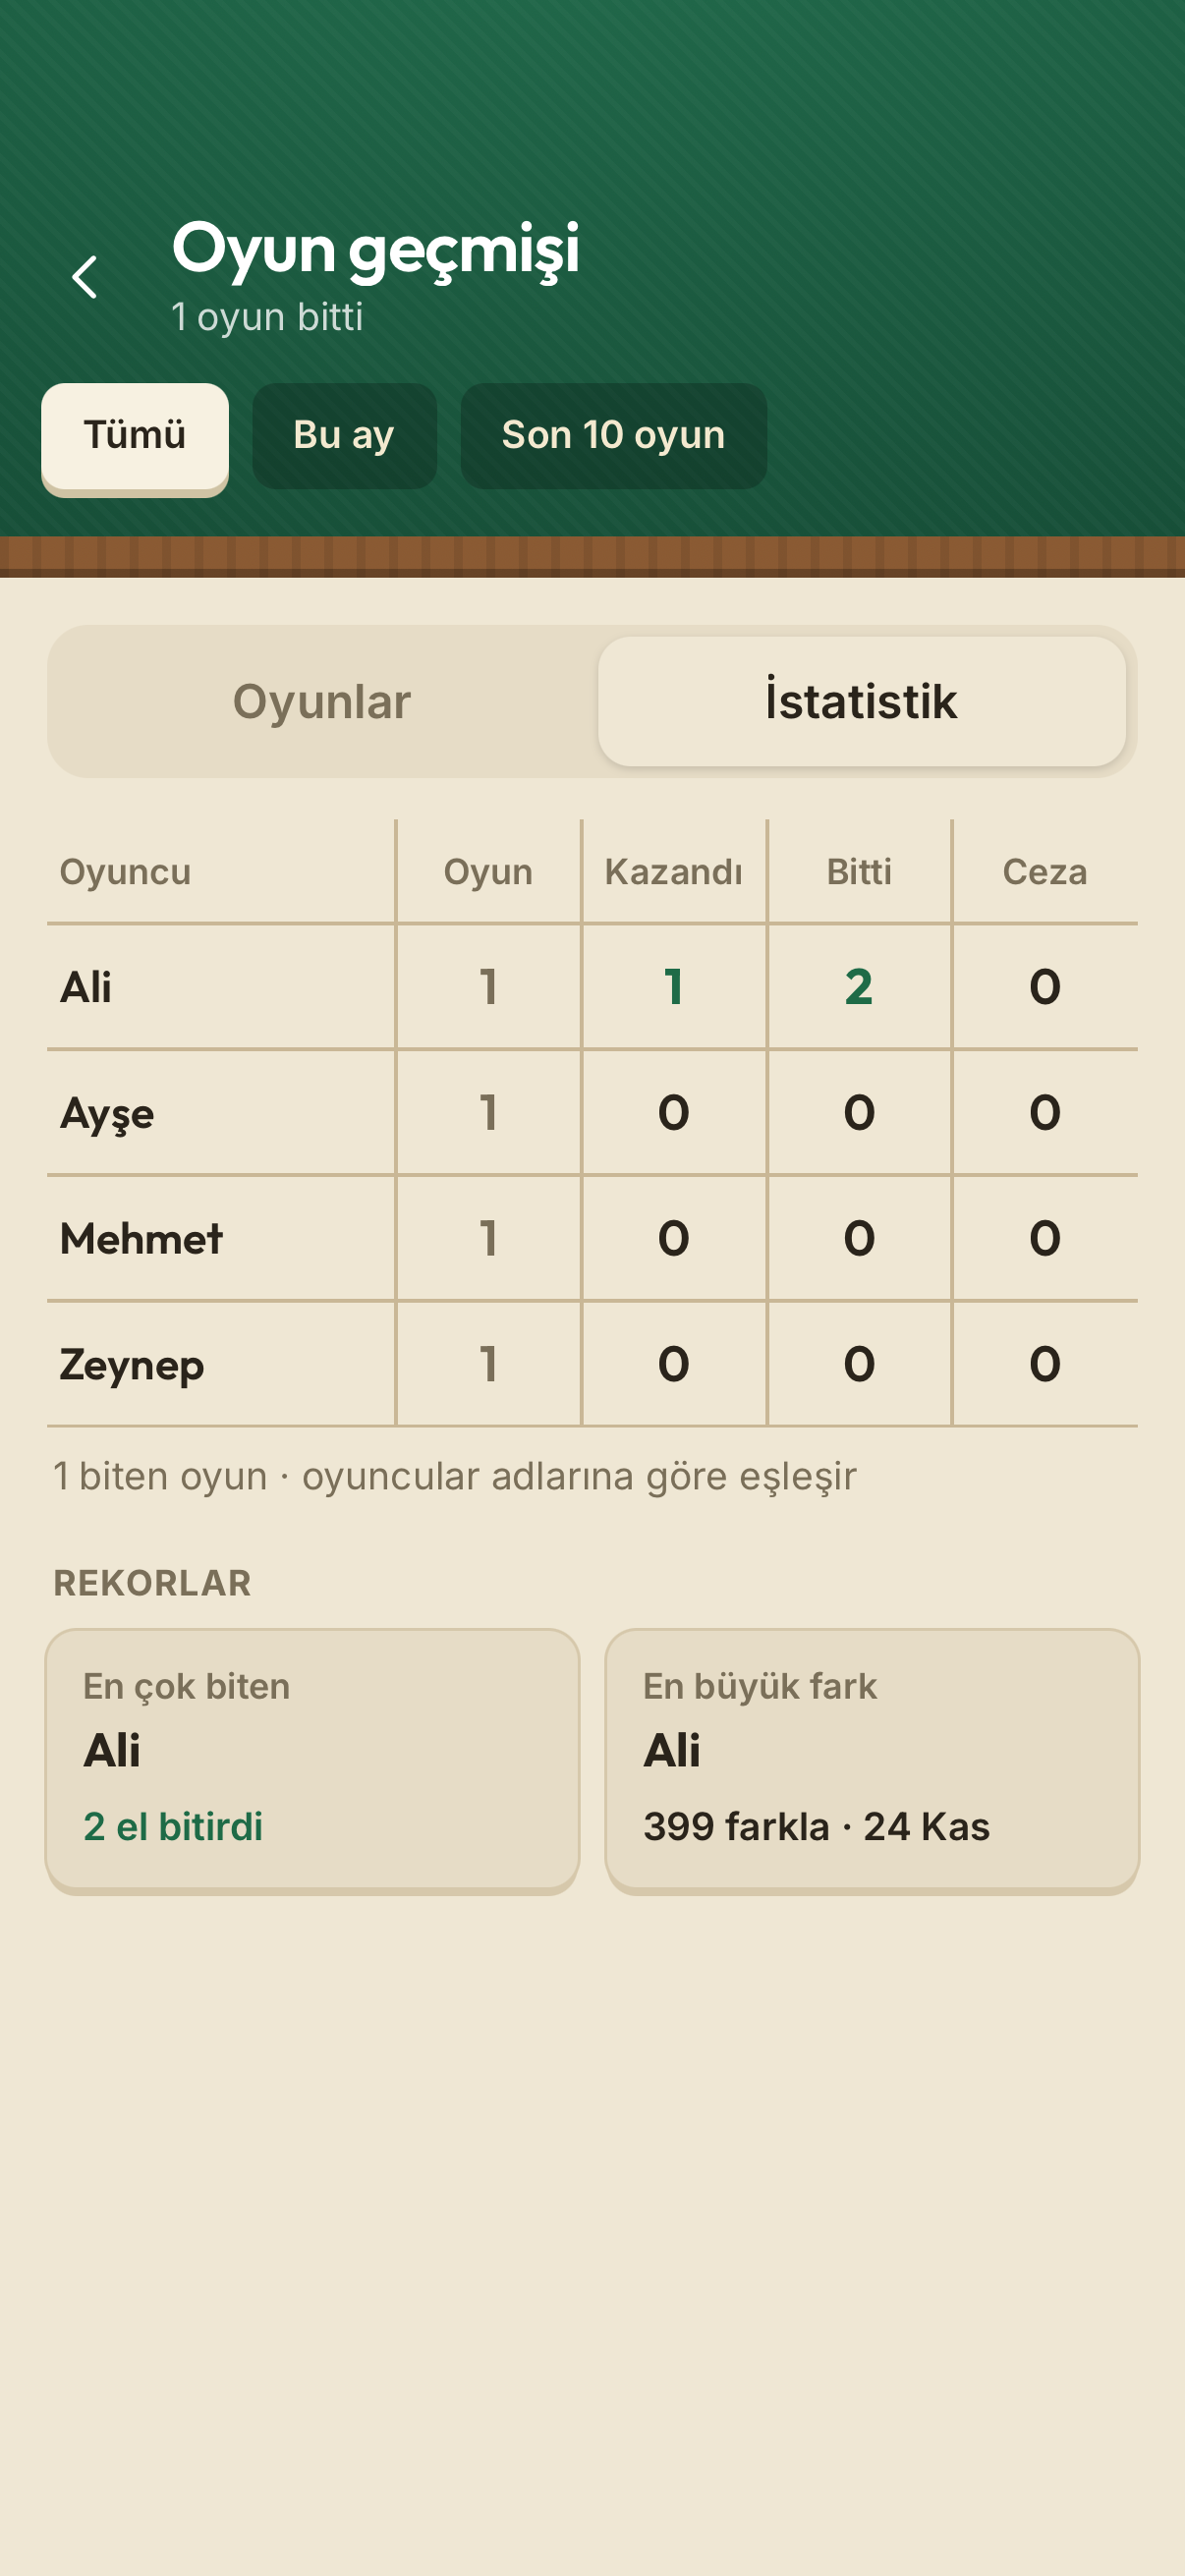 Oyun geçmişi
1 oyun bitti
Tümü Bu ay Son 10 oyun
Oyunlar İstatistik
Oyuncu Oyun Kazandı Bitti Ceza
Ali 1 1 2 0
Ayşe 1 0 0 0
Mehmet 1 0 0 0
Zeynep 1 0 0 0
1 biten oyun · oyuncular adlarına göre eşleşir
REKORLAR
En çok biten
Ali
2 el bitirdi
En büyük fark
Ali
399 farkla · 24 Kas